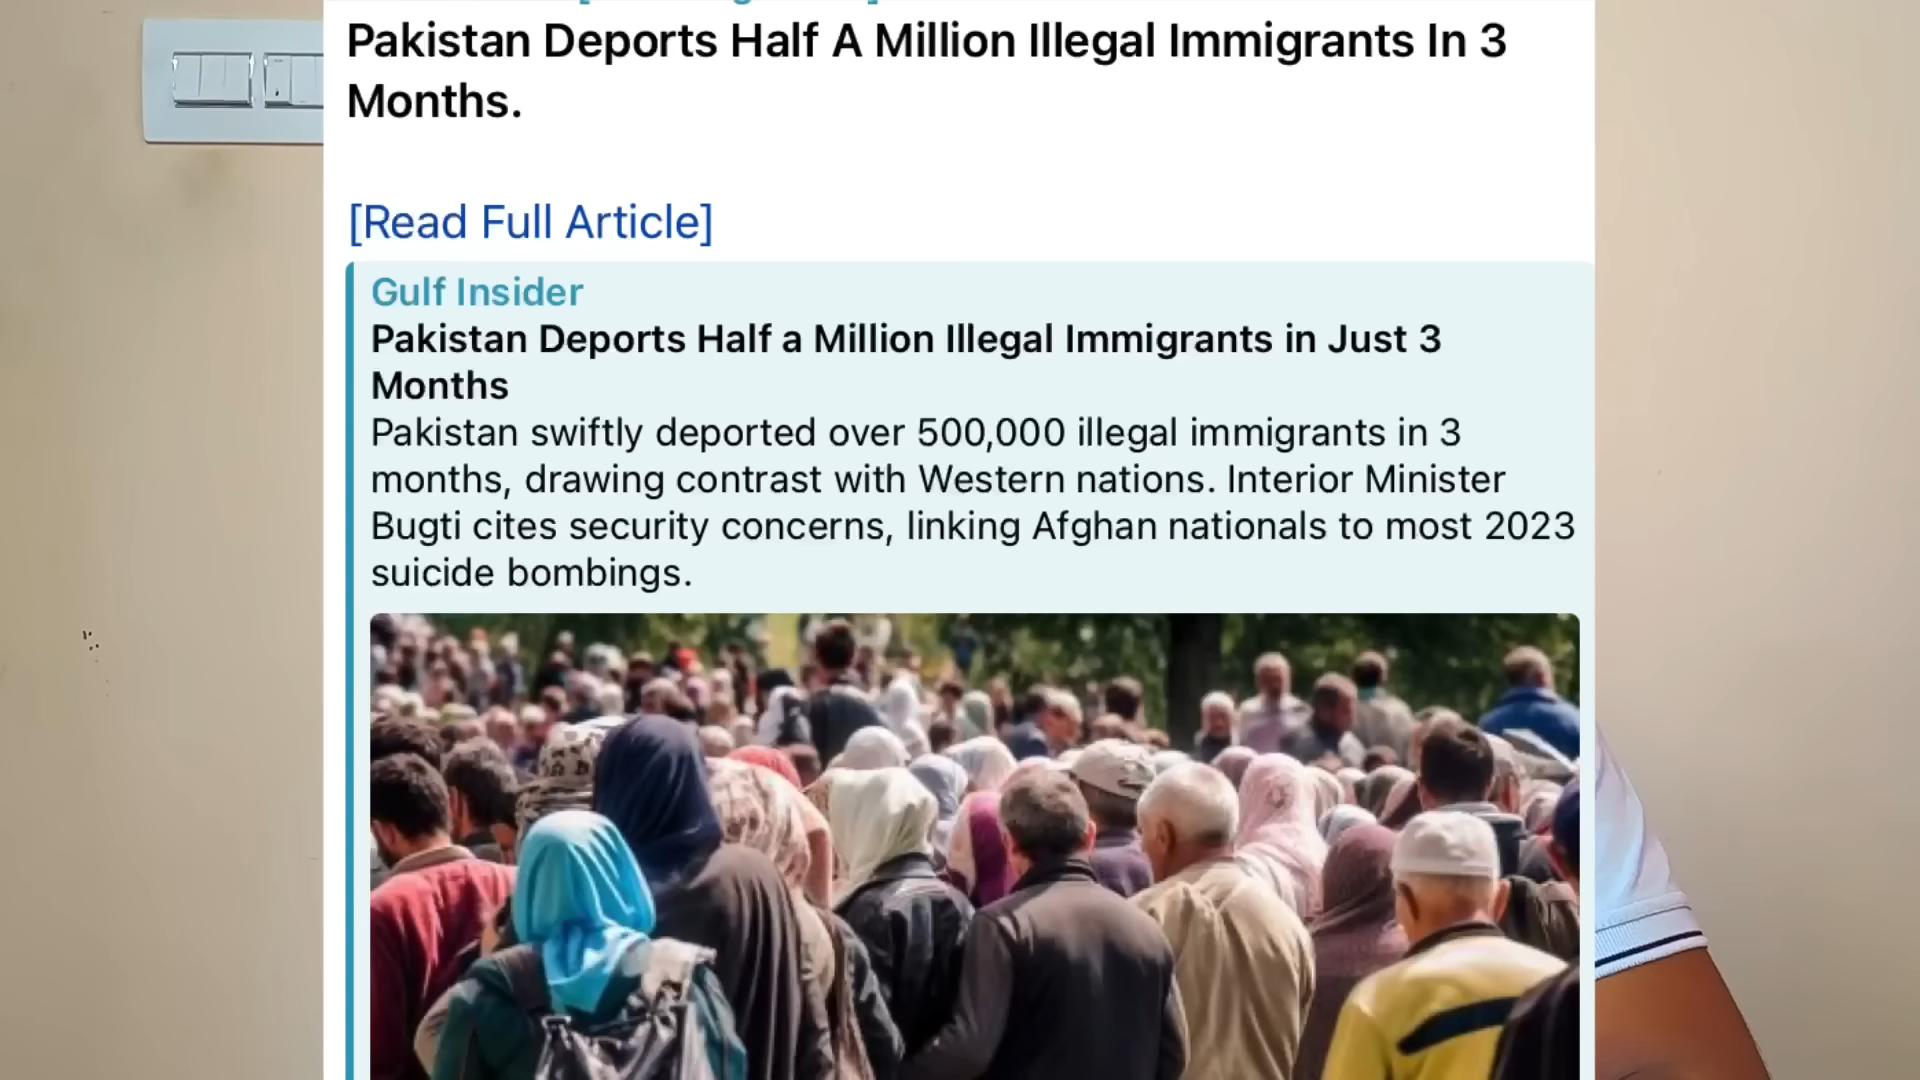 Pakistan Deports Half A Million Illegal Immigrants In 3
Months.
[Read Full Article]
Gulf Insider
Pakistan Deports Half a Million Illegal Immigrants in Just 3
Months
Pakistan swiftly deported over 500,000 illegal immigrants in 3
months, drawing contrast with Western nations. Interior Minister
Bugti cites security concerns, linking Afghan nationals to most 2023
suicide bombings.